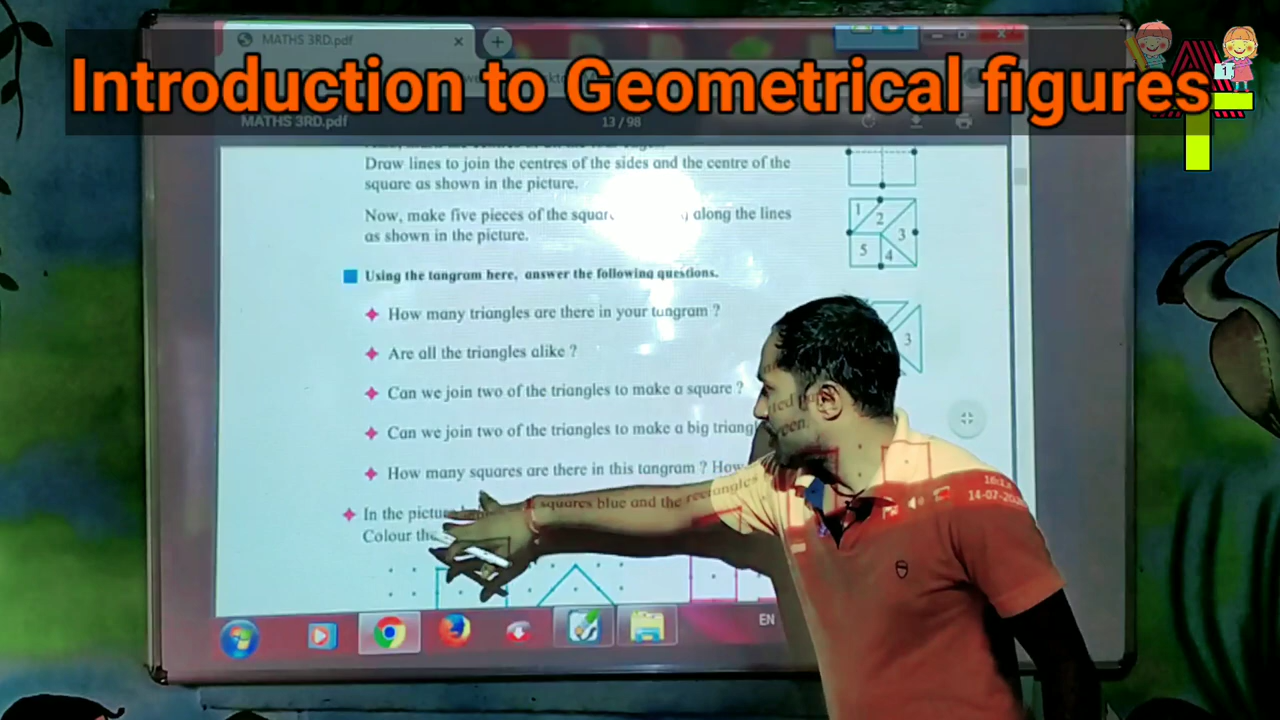 MATHS 3RD.pdf
Introduction to Geometrical figures
MATHS 3RD.pdf
13 / 98
Draw lines to join the centres of the sides and the centre of the
square as shown in the picture.
Now, make five pieces of the along the lines
as shown in the picture.
1
2
3
5
4
Using the tangram here, answer the following questions.
How many triangles are there in your tangram ?
3
Are all the triangles alike ?
Can we join two of the triangles to make a square ?
Can we join two of the triangles to make a big
How many squares are there in this tangram ? How
In the
squares blue and the rectangles
Colour the
EN
1